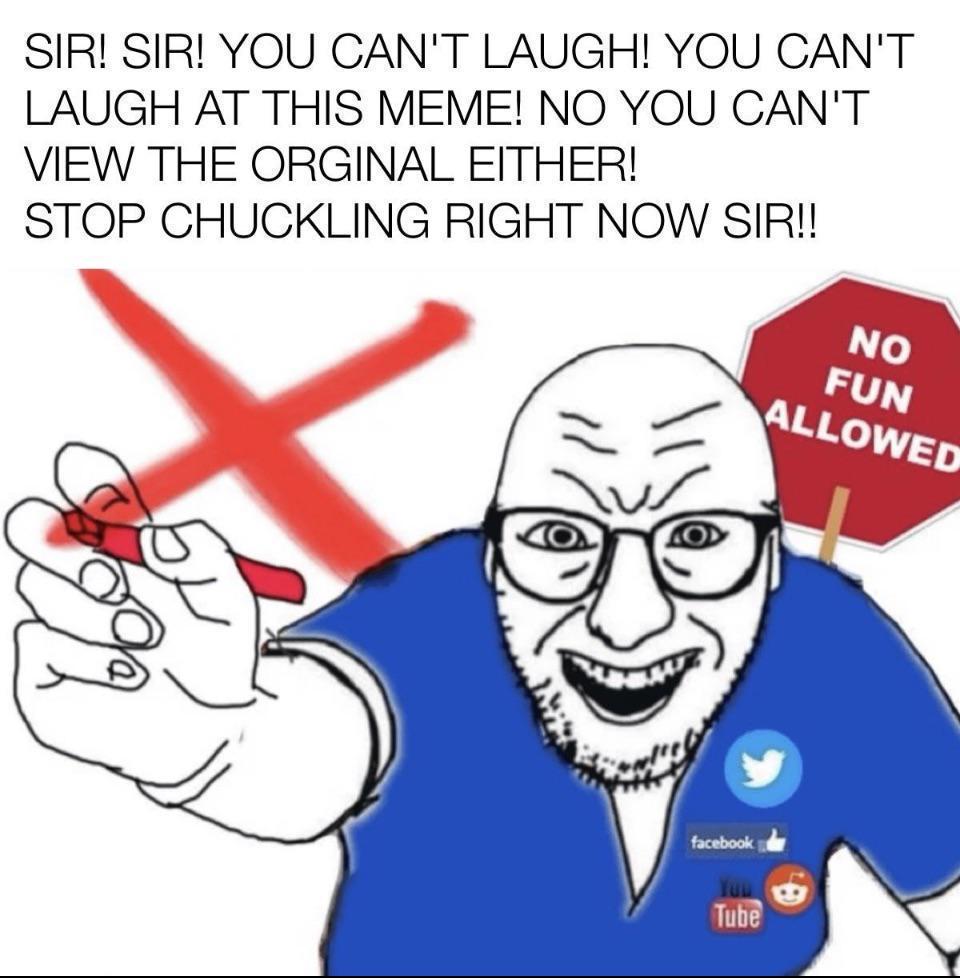 SIR! SIR! YOU CAN'T LAUGH! YOU CAN'T
LAUGH AT THIS MEME! NO YOU CAN'T
VIEW THE ORGINAL EITHER!
STOP CHUCKLING RIGHT NOW SIR!!
NO
FUN
ALLOWED
facebook
You
Tube